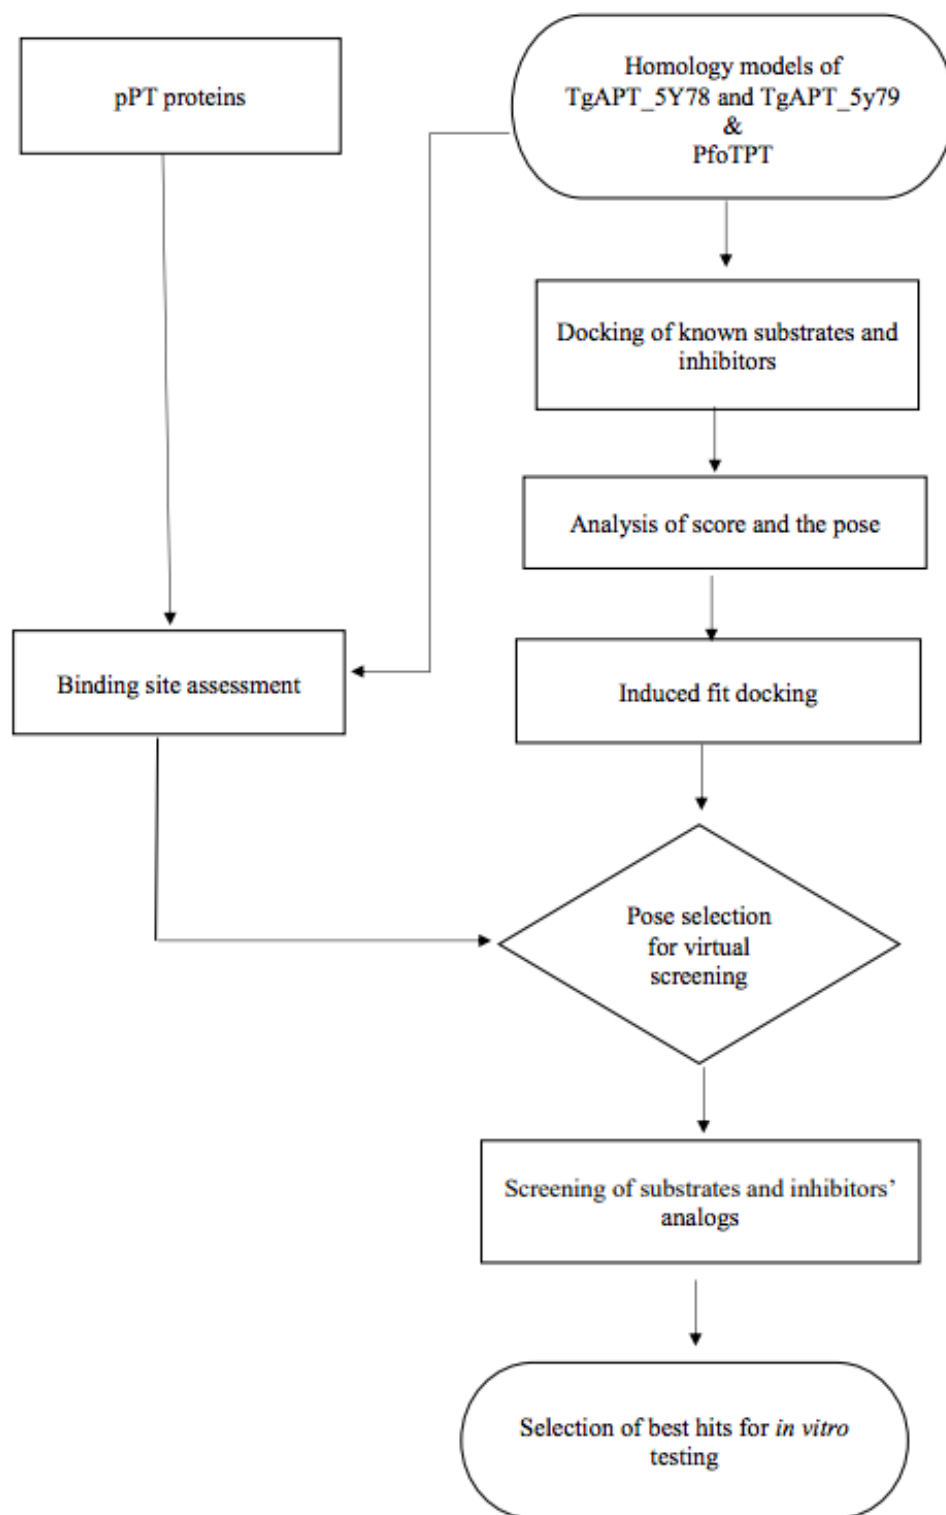 pPT proteins
Homology models of
TgAPT_5Y78 and TgAPT_5y79
&
PfoTPT
Docking of known substrates and
inhibitors
Analysis of score and the pose
Binding site assessment
Induced fit docking
Pose selection
for virtual
screening
Screening of substrates and inhibitors’
analogs
Selection of best hits for in vitro
testing